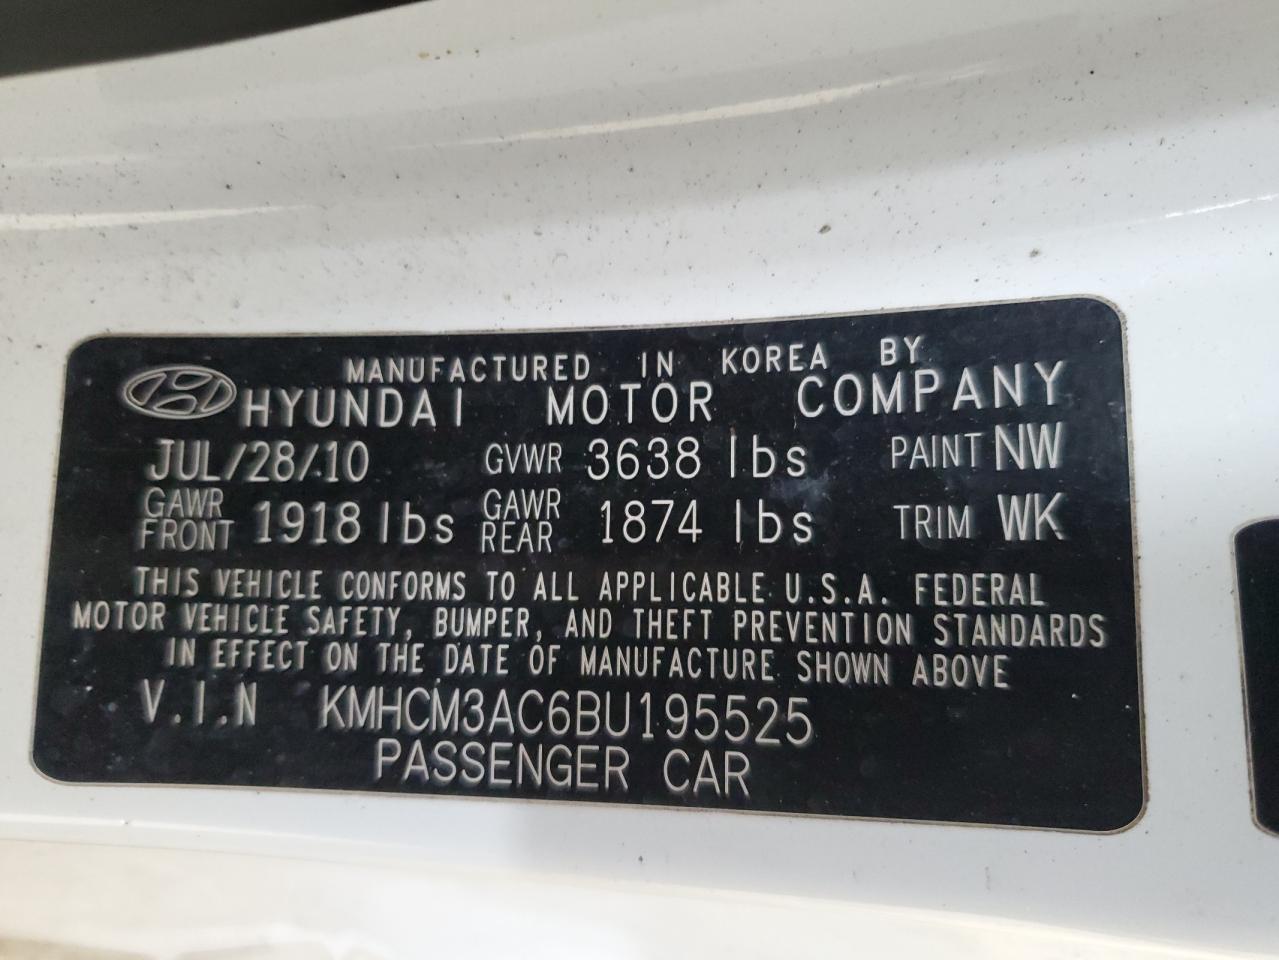 MANUFACTURED IN KOREA BY
HYUNDAI MOTOR COMPANY
JUL/28/10 GVWR 3638 lbs PAINT NW
GAWR FRONT 1918 lbs GAWR REAR 1874 lbs TRIM WK
THIS VEHICLE CONFORMS TO ALL APPLICABLE U.S.A. FEDERAL
MOTOR VEHICLE SAFETY, BUMPER, AND THEFT PREVENTION STANDARDS
IN EFFECT ON THE DATE OF MANUFACTURE SHOWN ABOVE
V.I.N KMHCM3AC6BU195525
PASSENGER CAR